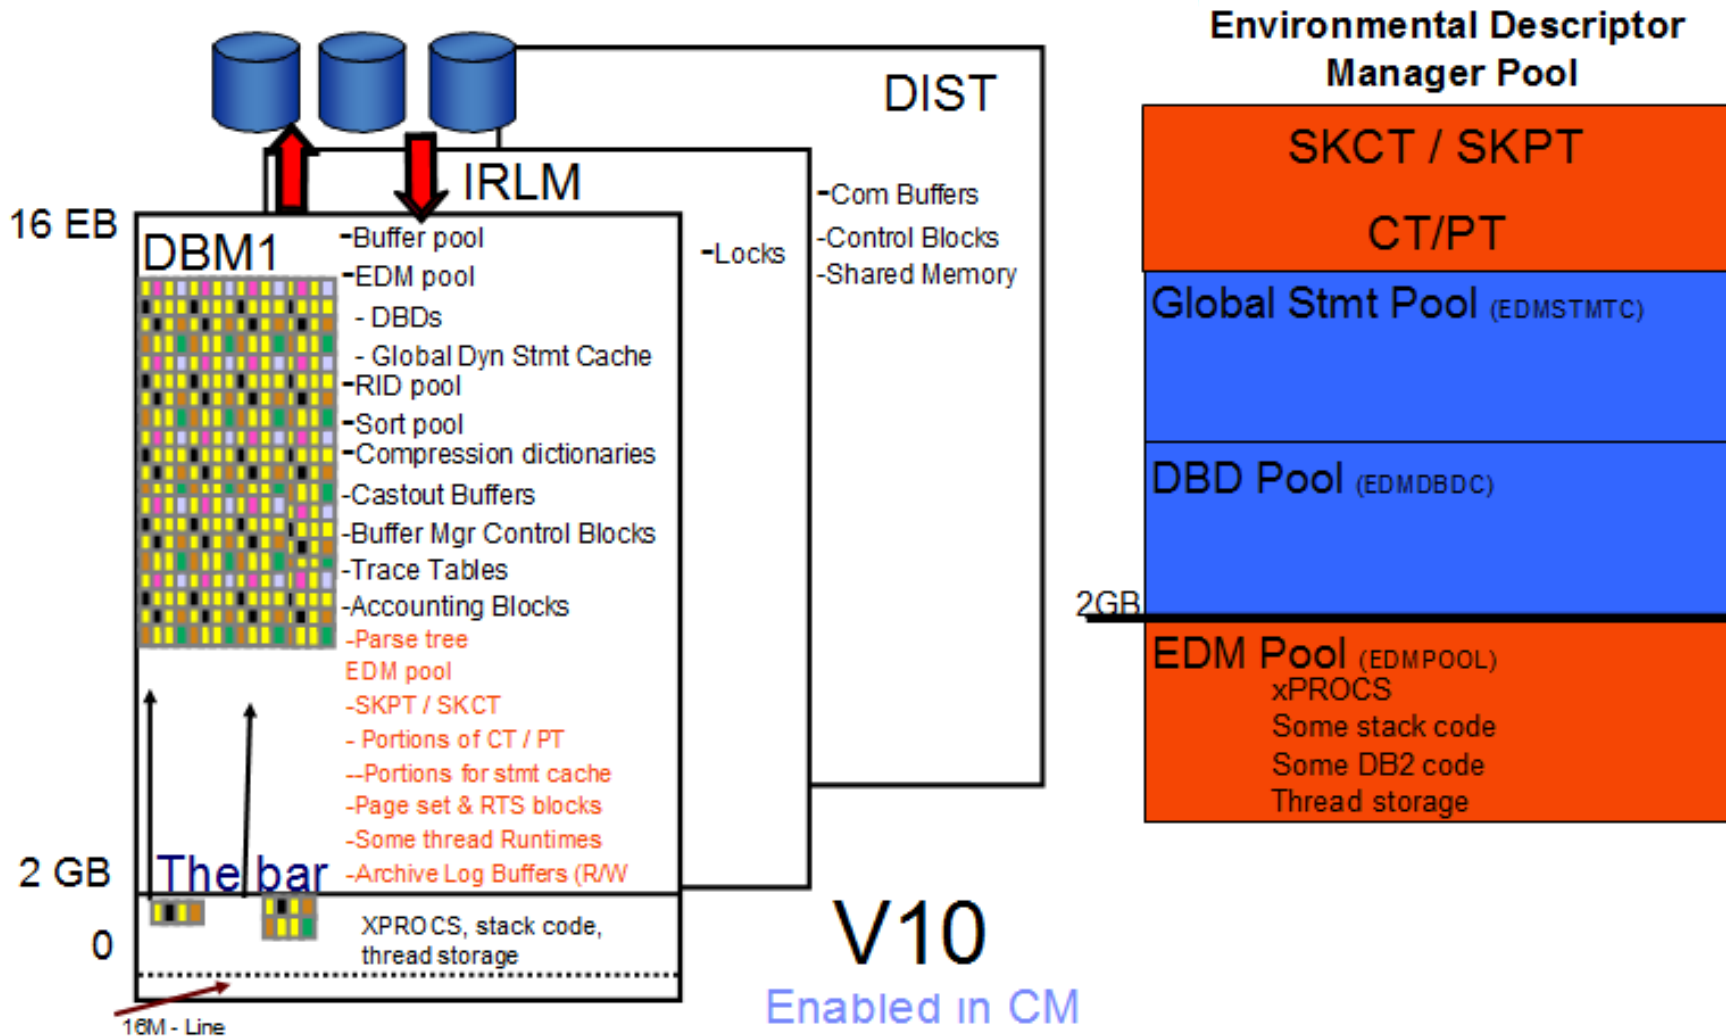 DIST
-Com Buffers
-Control Blocks
-Shared Memory
IRLM
-Locks
16 EB
DBM1
-Buffer pool
-EDM pool
- DBDs
- Global Dyn Stmt Cache
-RID pool
-Sort pool
-Compression dictionaries
-Castout Buffers
-Buffer Mgr Control Blocks
-Trace Tables
-Accounting Blocks
-Parse tree
EDM pool
-SKPT / SKCT
- Portions of CT / PT
--Portions for stmt cache
-Page set & RTS blocks
-Some thread Runtimes
-Archive Log Buffers (R/W
2 GB
The bar
0
XPROCS, stack code,
thread storage
16M - Line
V10
Enabled in CM
Environmental Descriptor
Manager Pool
SKCT / SKPT
CT/PT
Global Stmt Pool (EDMSTMTC)
DBD Pool (EDMDBDC)
2GB
EDM Pool (EDMPOOL)
xPROCS
Some stack code
Some DB2 code
Thread storage